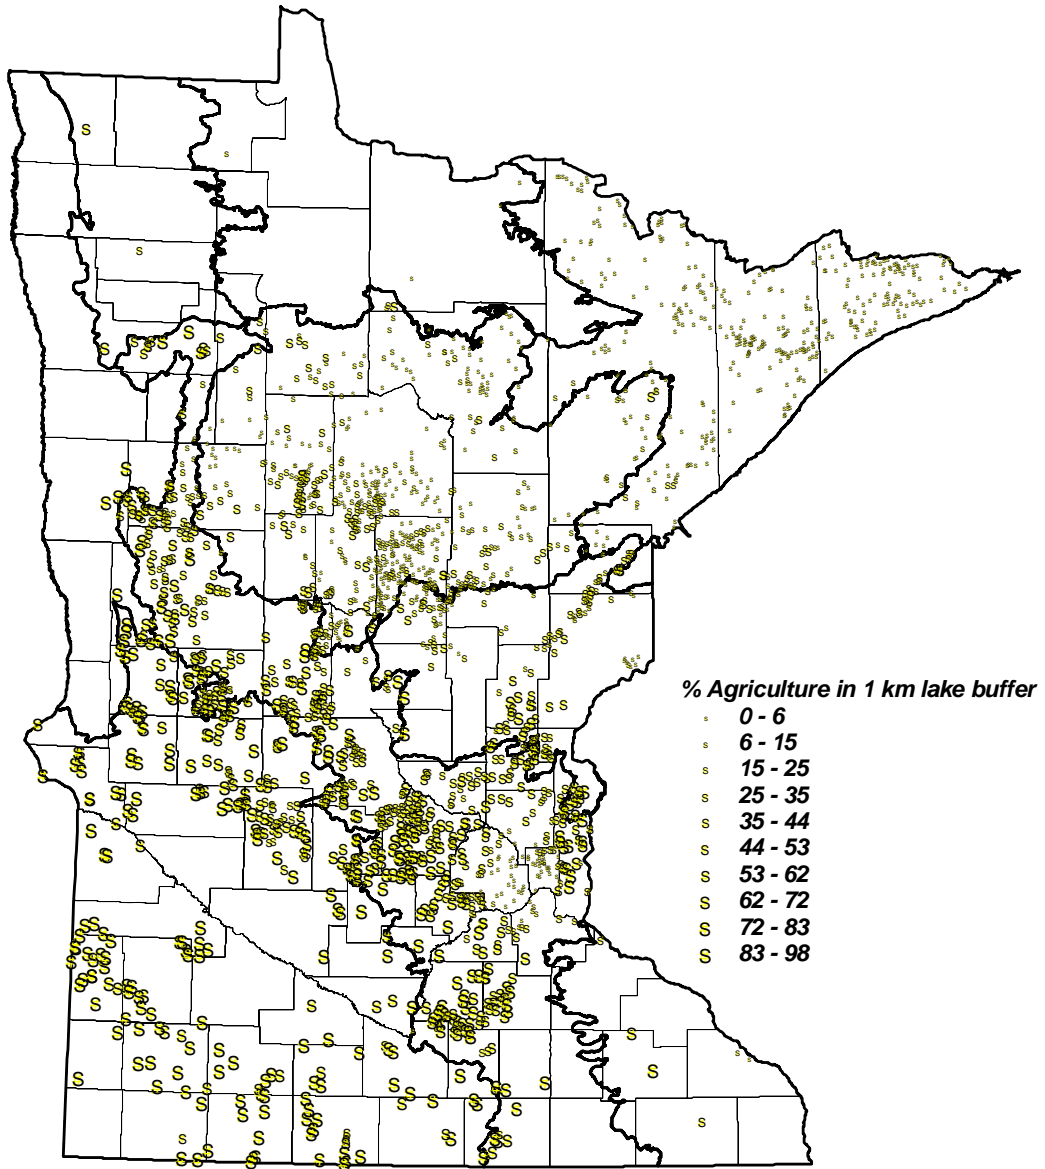 % Agriculture in 1 km lake buffer
s 0 - 6
s 6 - 15
s 15 - 25
s 25 - 35
s 35 - 44
s 44 - 53
s 53 - 62
s 62 - 72
s 72 - 83
s 83 - 98